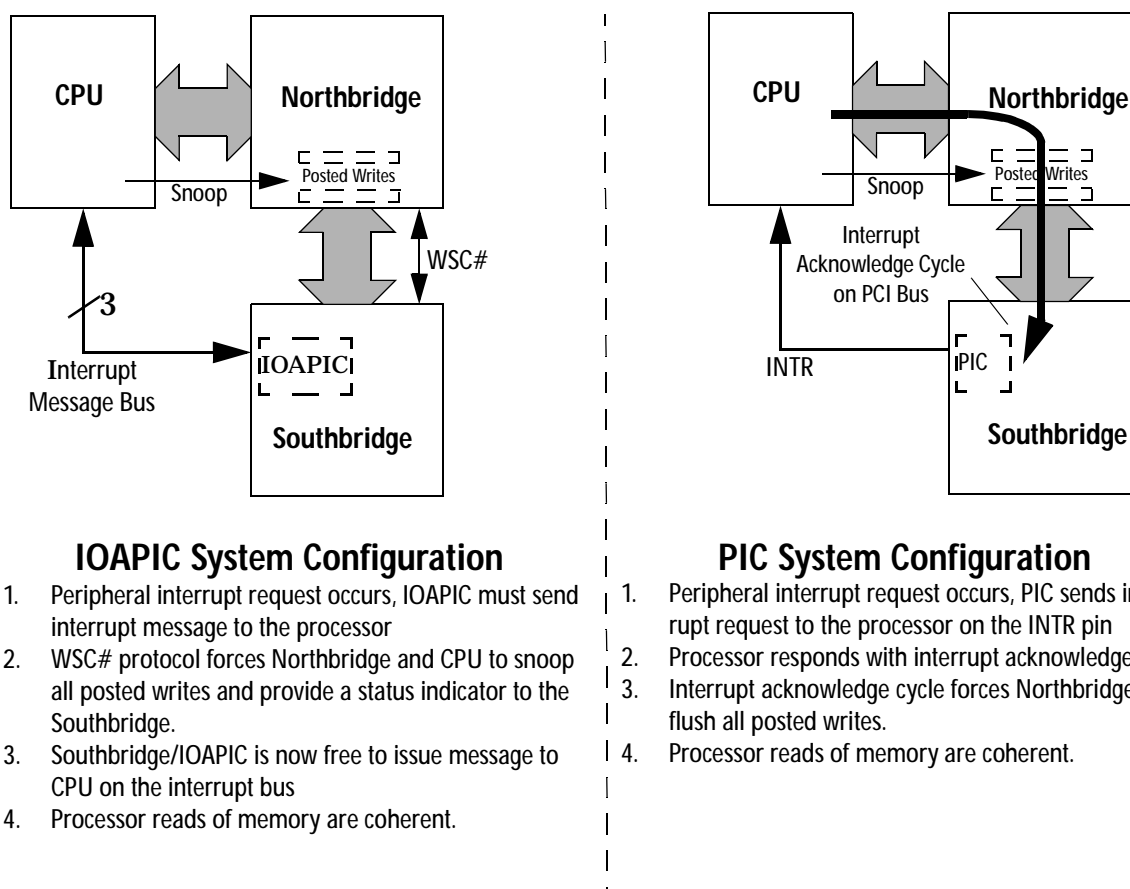 CPU
Northbridge
Posted Writes
Snoop
WSC#
3
Interrupt
Message Bus
IOAPIC
Southbridge
IOAPIC System Configuration
1. Peripheral interrupt request occurs, IOAPIC must send
interrupt message to the processor
2. WSC# protocol forces Northbridge and CPU to snoop
all posted writes and provide a status indicator to the
Southbridge.
3. Southbridge/IOAPIC is now free to issue message to
CPU on the interrupt bus
4. Processor reads of memory are coherent.
CPU
Northbridge
Posted Writes
Snoop
Interrupt
Acknowledge Cycle
on PCI Bus
INTR
PIC
Southbridge
PIC System Configuration
1. Peripheral interrupt request occurs, PIC sends
rupt request to the processor on the INTR pin
2. Processor responds with interrupt acknowledge
3. Interrupt acknowledge cycle forces Northbridge
flush all posted writes.
4. Processor reads of memory are coherent.